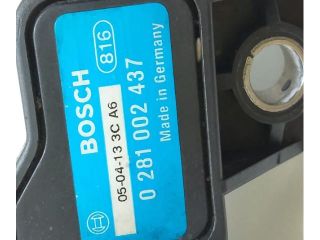 BOSCH 816
05-04-13 3C A6
0 281 002 437
Made in Germany